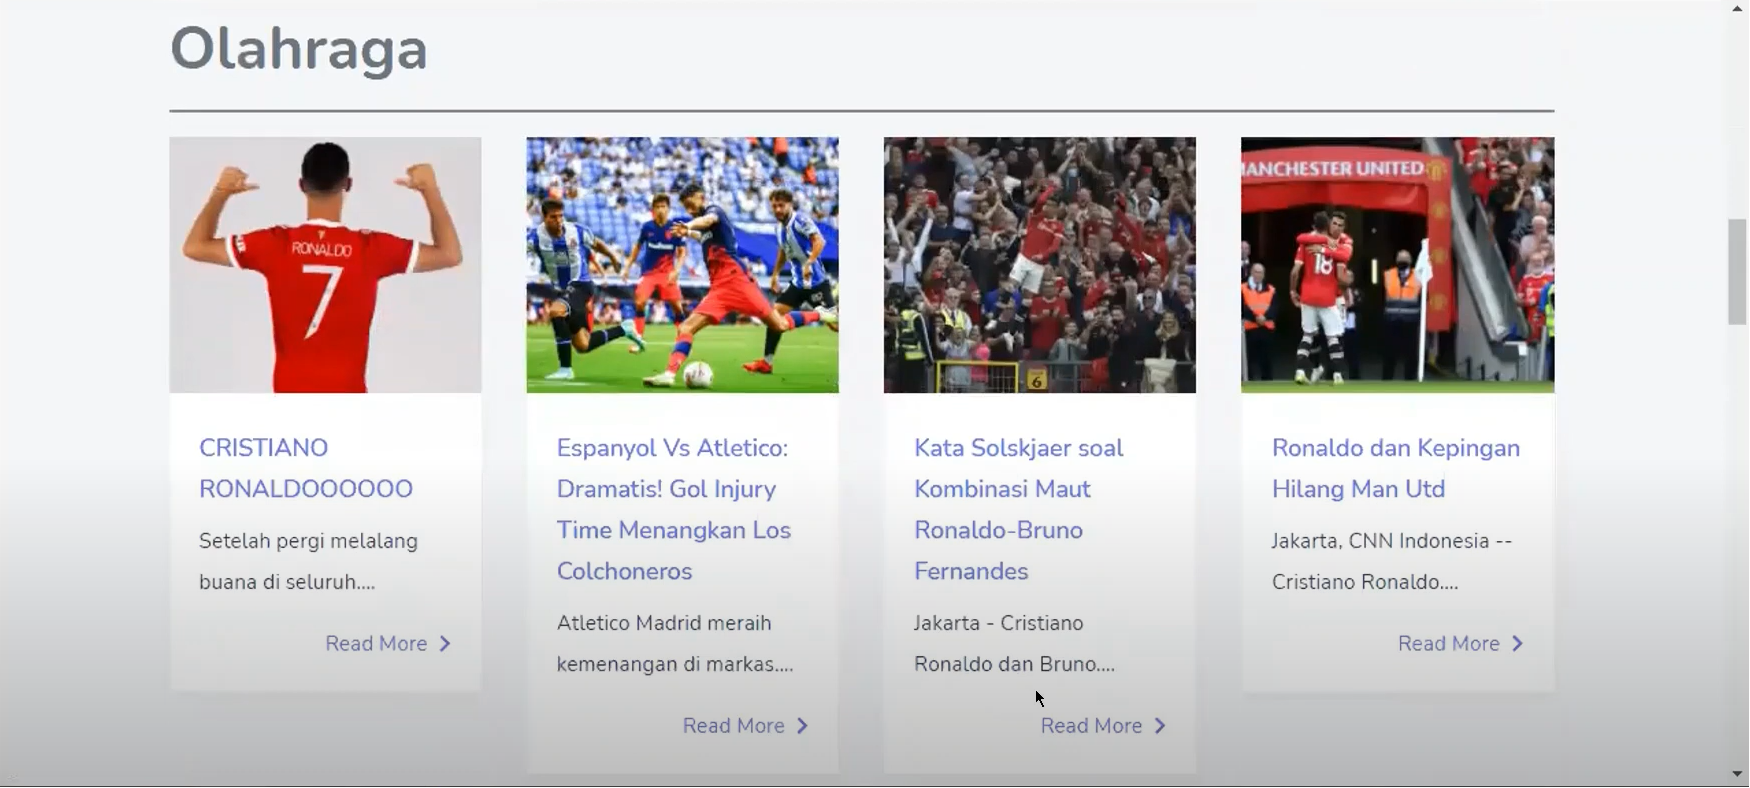 Olahraga
RONALDO
7
MANCHESTER UNITED
18
6
CRISTIANO
RONALDOOOOOO
Setelah pergi melalang
buana di seluruh....
Read More
Espanyol Vs Atletico:
Dramatis! Gol Injury
Time Menangkan Los
Colchoneros
Atletico Madrid meraih
kemenangan di markas....
Read More
Kata Solskjaer soal
Kombinasi Maut
Ronaldo-Bruno
Fernandes
Jakarta - Cristiano
Ronaldo dan Bruno....
Read More
Ronaldo dan Kepingan
Hilang Man Utd
Jakarta, CNN Indonesia --
Cristiano Ronaldo....
Read More